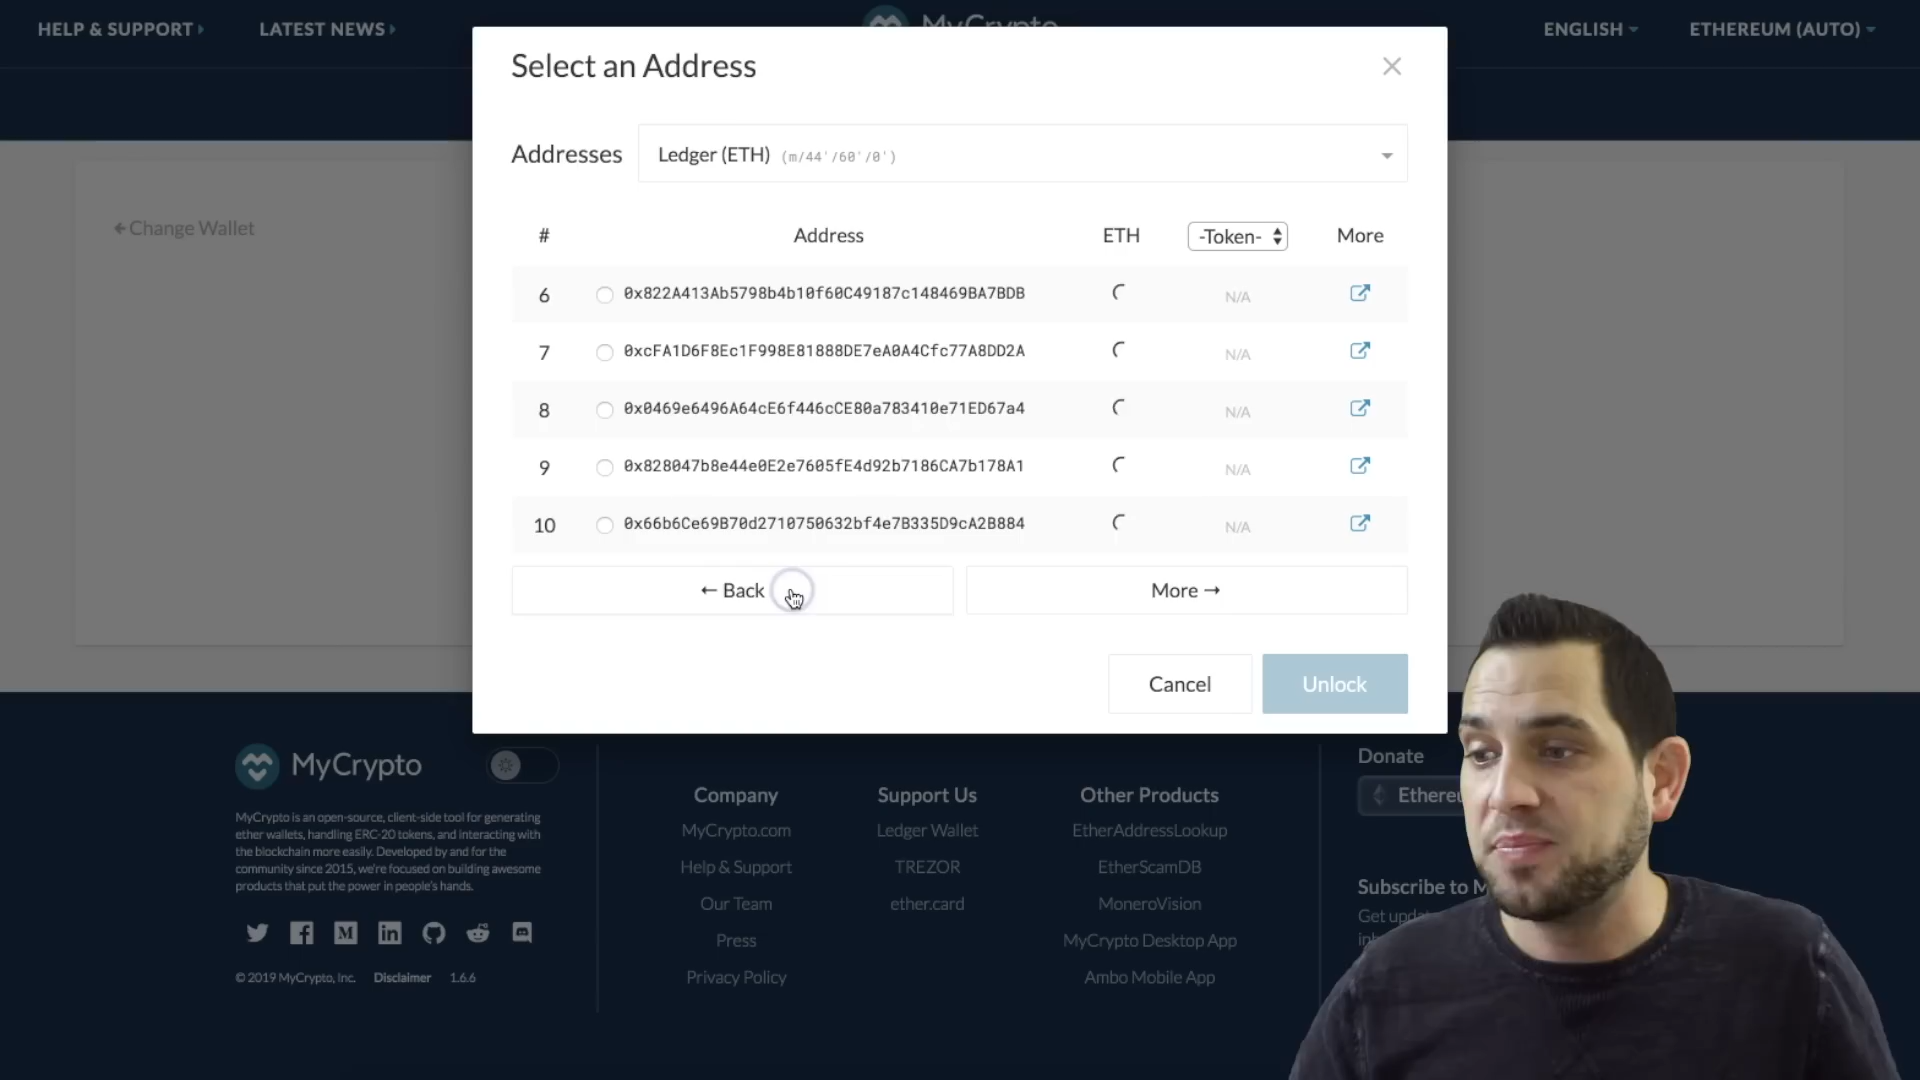 HELP & SUPPORT
LATEST NEWS
MyCrypto
ENGLISH
ETHEREUM (AUTO)
Select an Address
Addresses
Ledger (ETH) (m/44'/60'/0')
Change Wallet
# Address ETH -Token- More
6 0x822A413Ab5798b4b10f60C49187c148469BA7BDB N/A
7 0xcFA1D6F8Ec1F998E81888DE7eA0A4Cfc77A8DD2A N/A
8 0x0469e6496A64cE6f446cCE80a783410e71ED67a4 N/A
9 0x828047b8e44e0E2e7605fE4d92b7186CA7b178A1 N/A
10 0x66b6Ce69B70d2710750632bf4e7B335D9cA2B884 N/A
← Back
More →
Cancel
Unlock
MyCrypto
MyCrypto is an open-source, client-side tool for generating
ether wallets, handling ERC-20 tokens, and interacting with
the blockchain more easily. Developed by and for the
community since 2015, we're focused on building awesome
products that put the power in people's hands.
© 2019 MyCrypto, Inc. Disclaimer 1.6.6
Company
MyCrypto.com
Help & Support
Our Team
Press
Privacy Policy
Support Us
Ledger Wallet
TREZOR
ether.card
Other Products
EtherAddressLookup
EtherScamDB
MoneroVision
MyCrypto Desktop App
Ambo Mobile App
Donate
Ethereu
Subscribe to M
Get upda